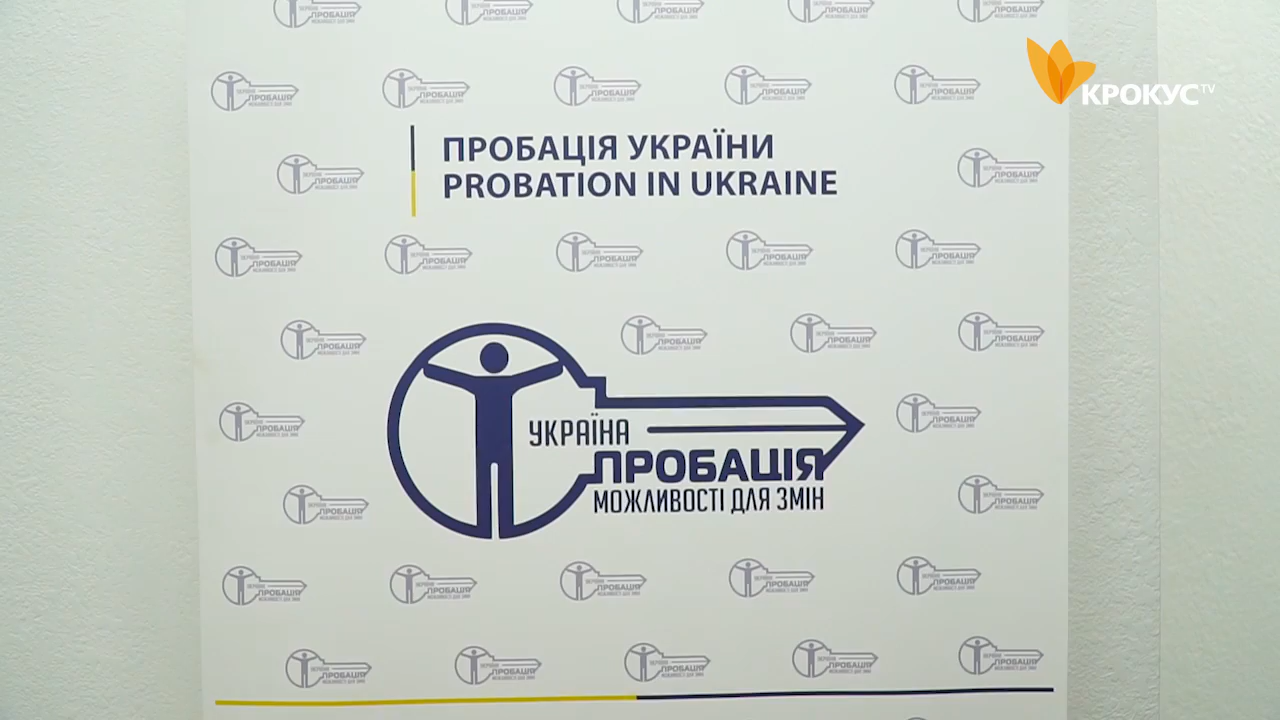 КРОКУС TV
ПРОБАЦІЯ УКРАЇНИ
PROBATION IN UKRAINE
УКРАЇНА
ПРОБАЦІЯ
МОЖЛИВОСТІ ДЛЯ ЗМІН